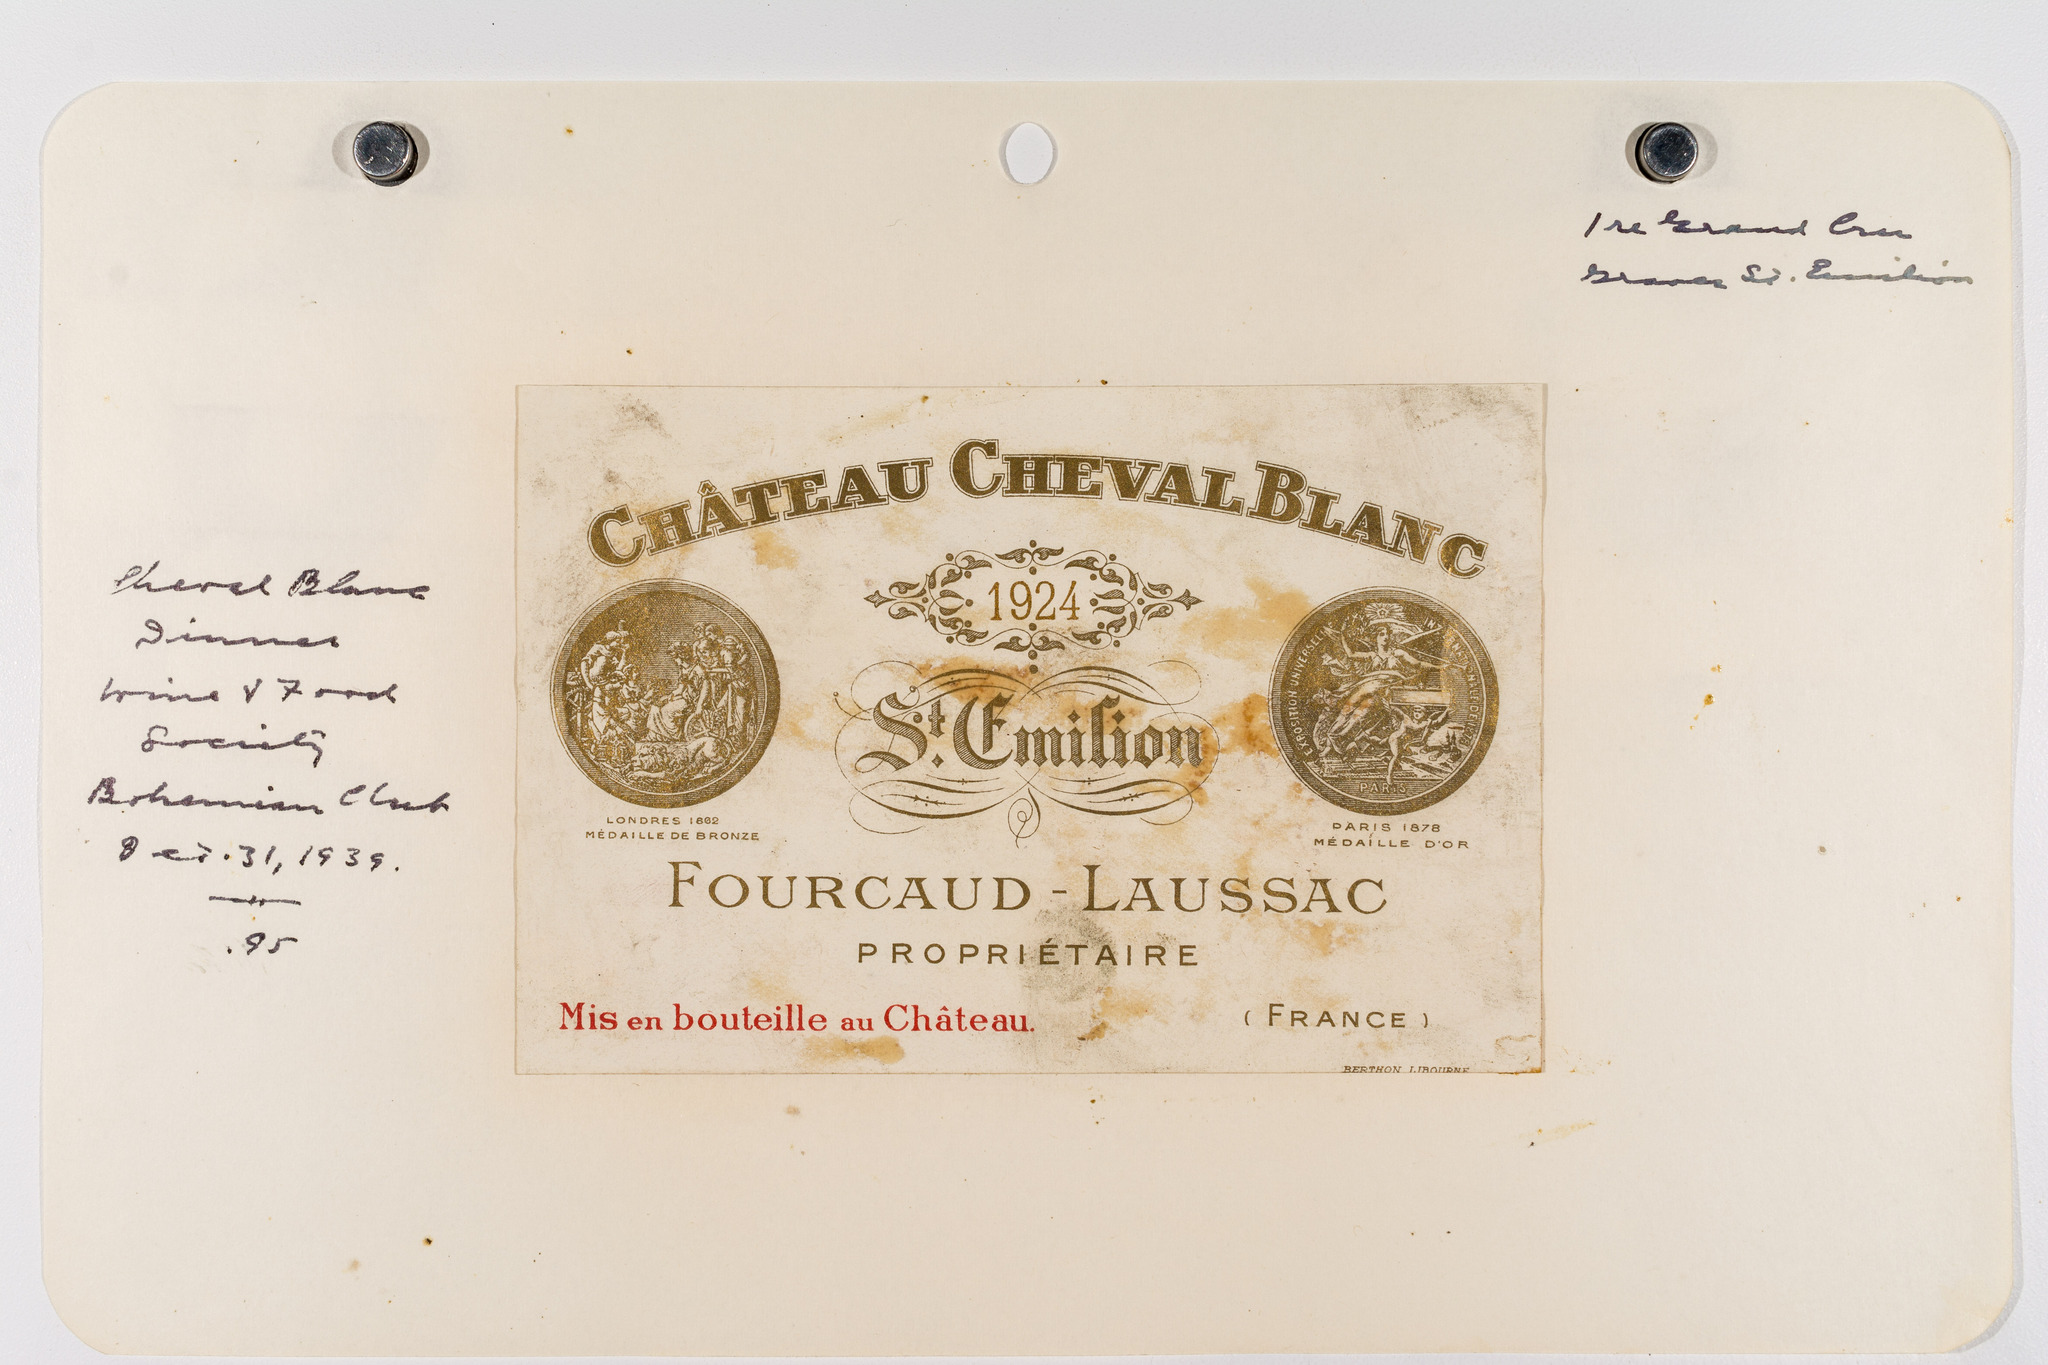 1re Grand Cru
Graves St. Emilion
CHÂTEAU CHEVAL BLANC
1924
St. Emilion
EXPOSITION UNIVERSELLE
PARIS
LONDRES 1862
MÉDAILLE DE BRONZE
PARIS 1878
MÉDAILLE D'OR
FOURCAUD-LAUSSAC
PROPRIÉTAIRE
Mis en bouteille au Château.
(FRANCE)
BERTHON LIBOURNE
Cheval Blanc
Dinner
Wine & Food
Society
Bohemian Club
Oct. 31, 1939.
.95